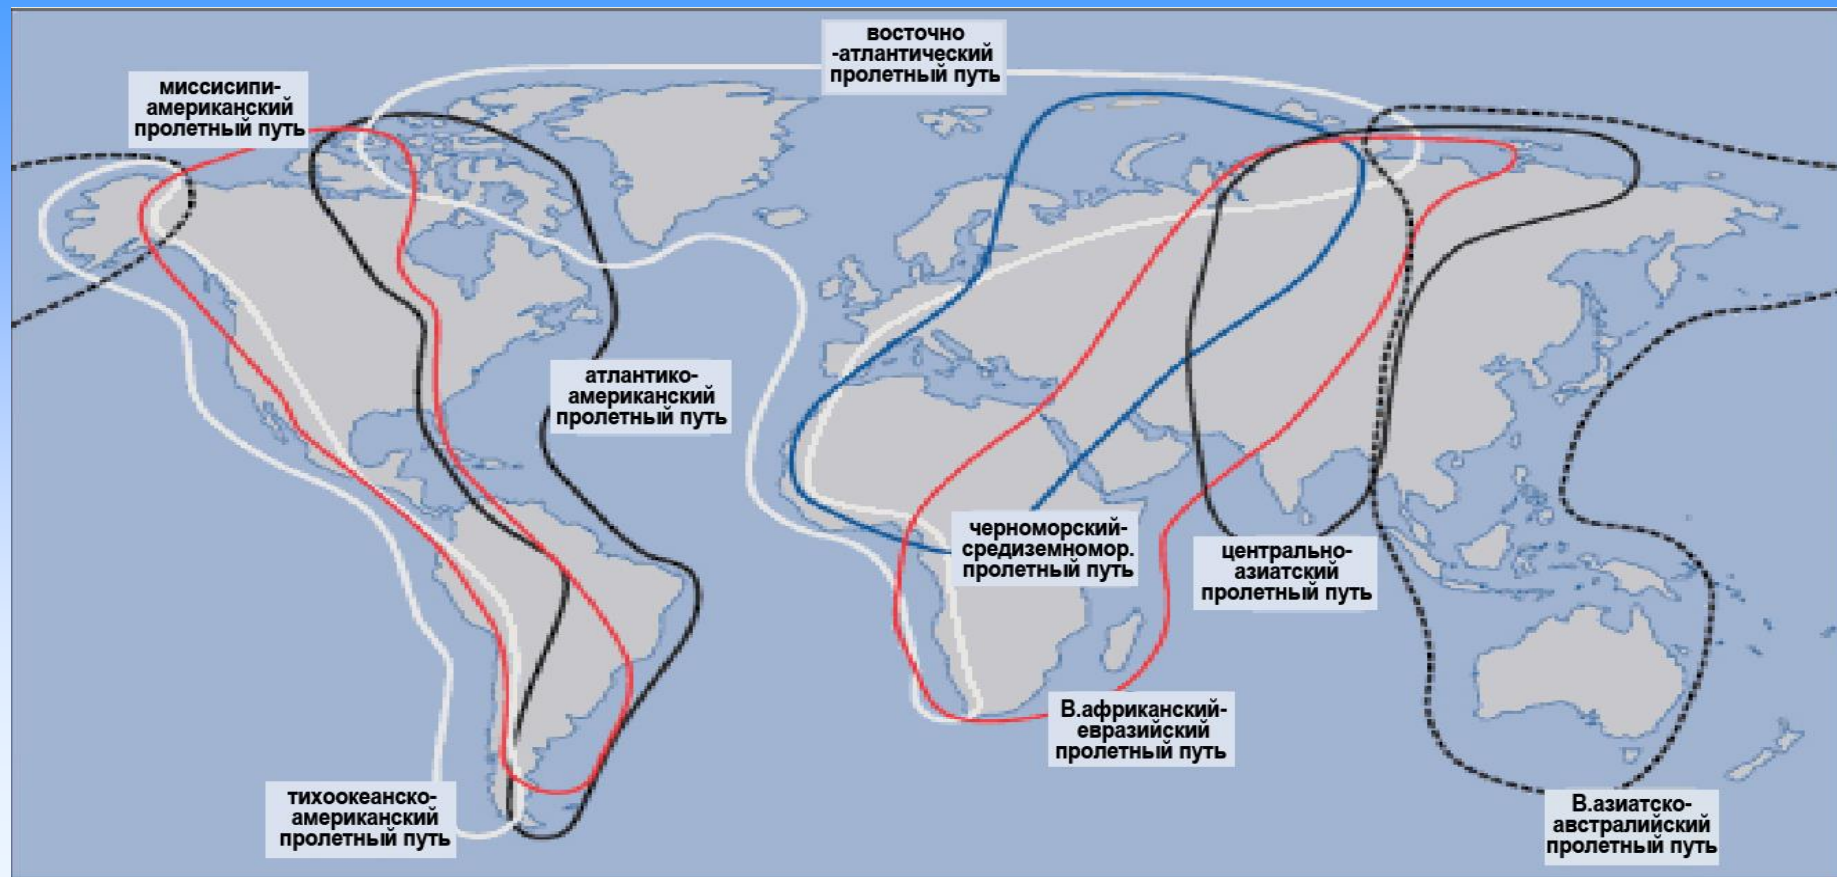 восточно
-атлантический
пролетный путь
миссисипи-
американский
пролетный путь
атлантико-
американский
пролетный путь
черноморский-
средиземномор.
пролетный путь
центрально-
азиатский
пролетный путь
В.африканский-
евразийский
пролетный путь
тихоокеанско-
американский
пролетный путь
В.азиатско-
австралийский
пролетный путь